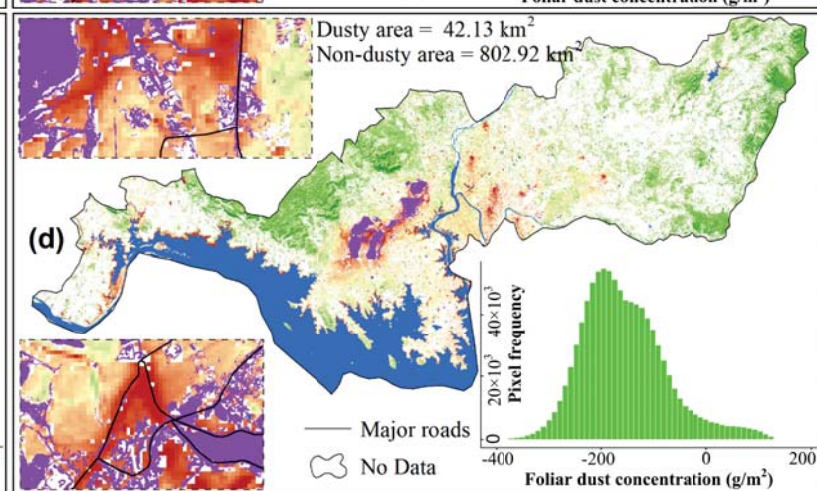 Foliar dust concentration (g/m²)
Dusty area = 42.13 km²
Non-dusty area = 802.92 km²
(d)
Major roads
No Data
Pixel frequency
0
20×10³
40×10³
-400
-200
0
200
Foliar dust concentration (g/m²)